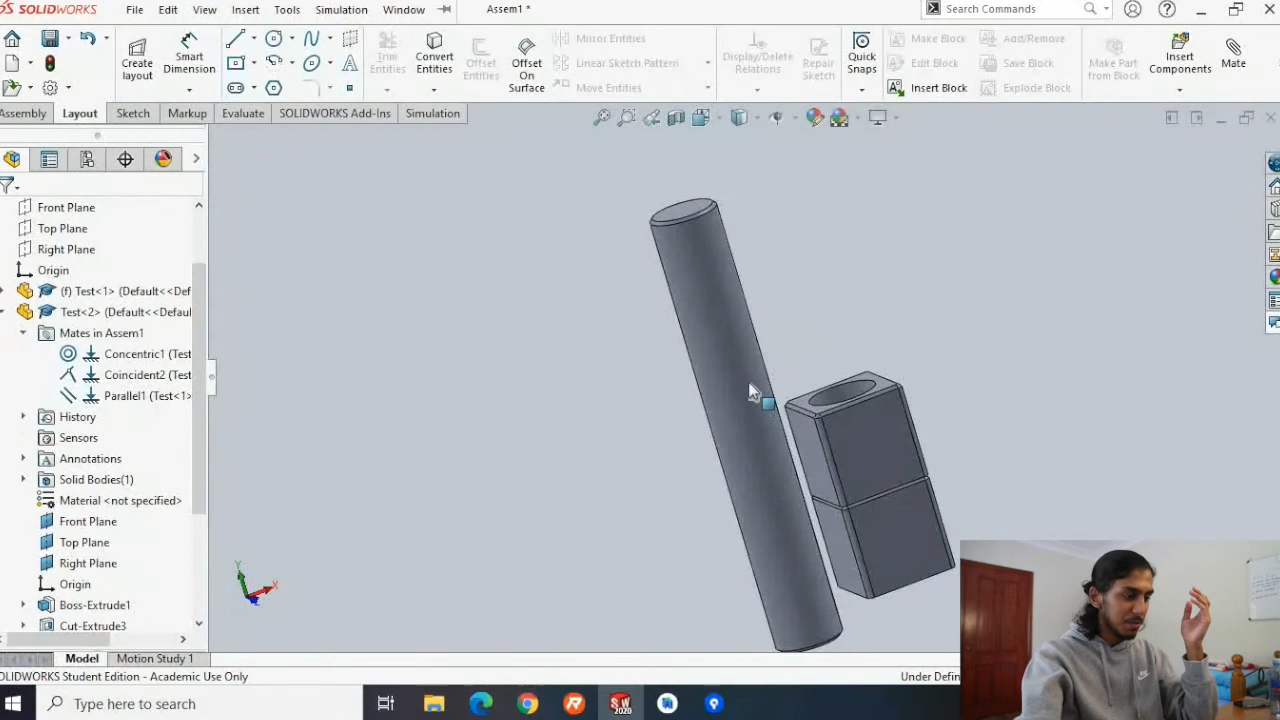 SOLIDWORKS File Edit View Insert Tools Simulation Window Assem1 * Search Commands
Create layout
Smart Dimension
Trim Entities
Convert Entities
Offset Entities
Offset On Surface
Mirror Entities
Linear Sketch Pattern
Move Entities
Display/Delete Relations
Repair Sketch
Quick Snaps
Make Block
Edit Block
Insert Block
Add/Remove
Save Block
Explode Block
Make Part from Block
Insert Components
Mate
Assembly Layout Sketch Markup Evaluate SOLIDWORKS Add-Ins Simulation
Front Plane
Top Plane
Right Plane
Origin
(f) Test<1> (Default<<Def
Test<2> (Default<<Defaul
Mates in Assem1
Concentric1 (Test
Coincident2 (Test
Parallel1 (Test<1>
History
Sensors
Annotations
Solid Bodies(1)
Material <not specified>
Front Plane
Top Plane
Right Plane
Origin
Boss-Extrude1
Cut-Extrude3
Y
X
Model Motion Study 1
OLIDWORKS Student Edition - Academic Use Only
Under Defin
Type here to search
SW
2020